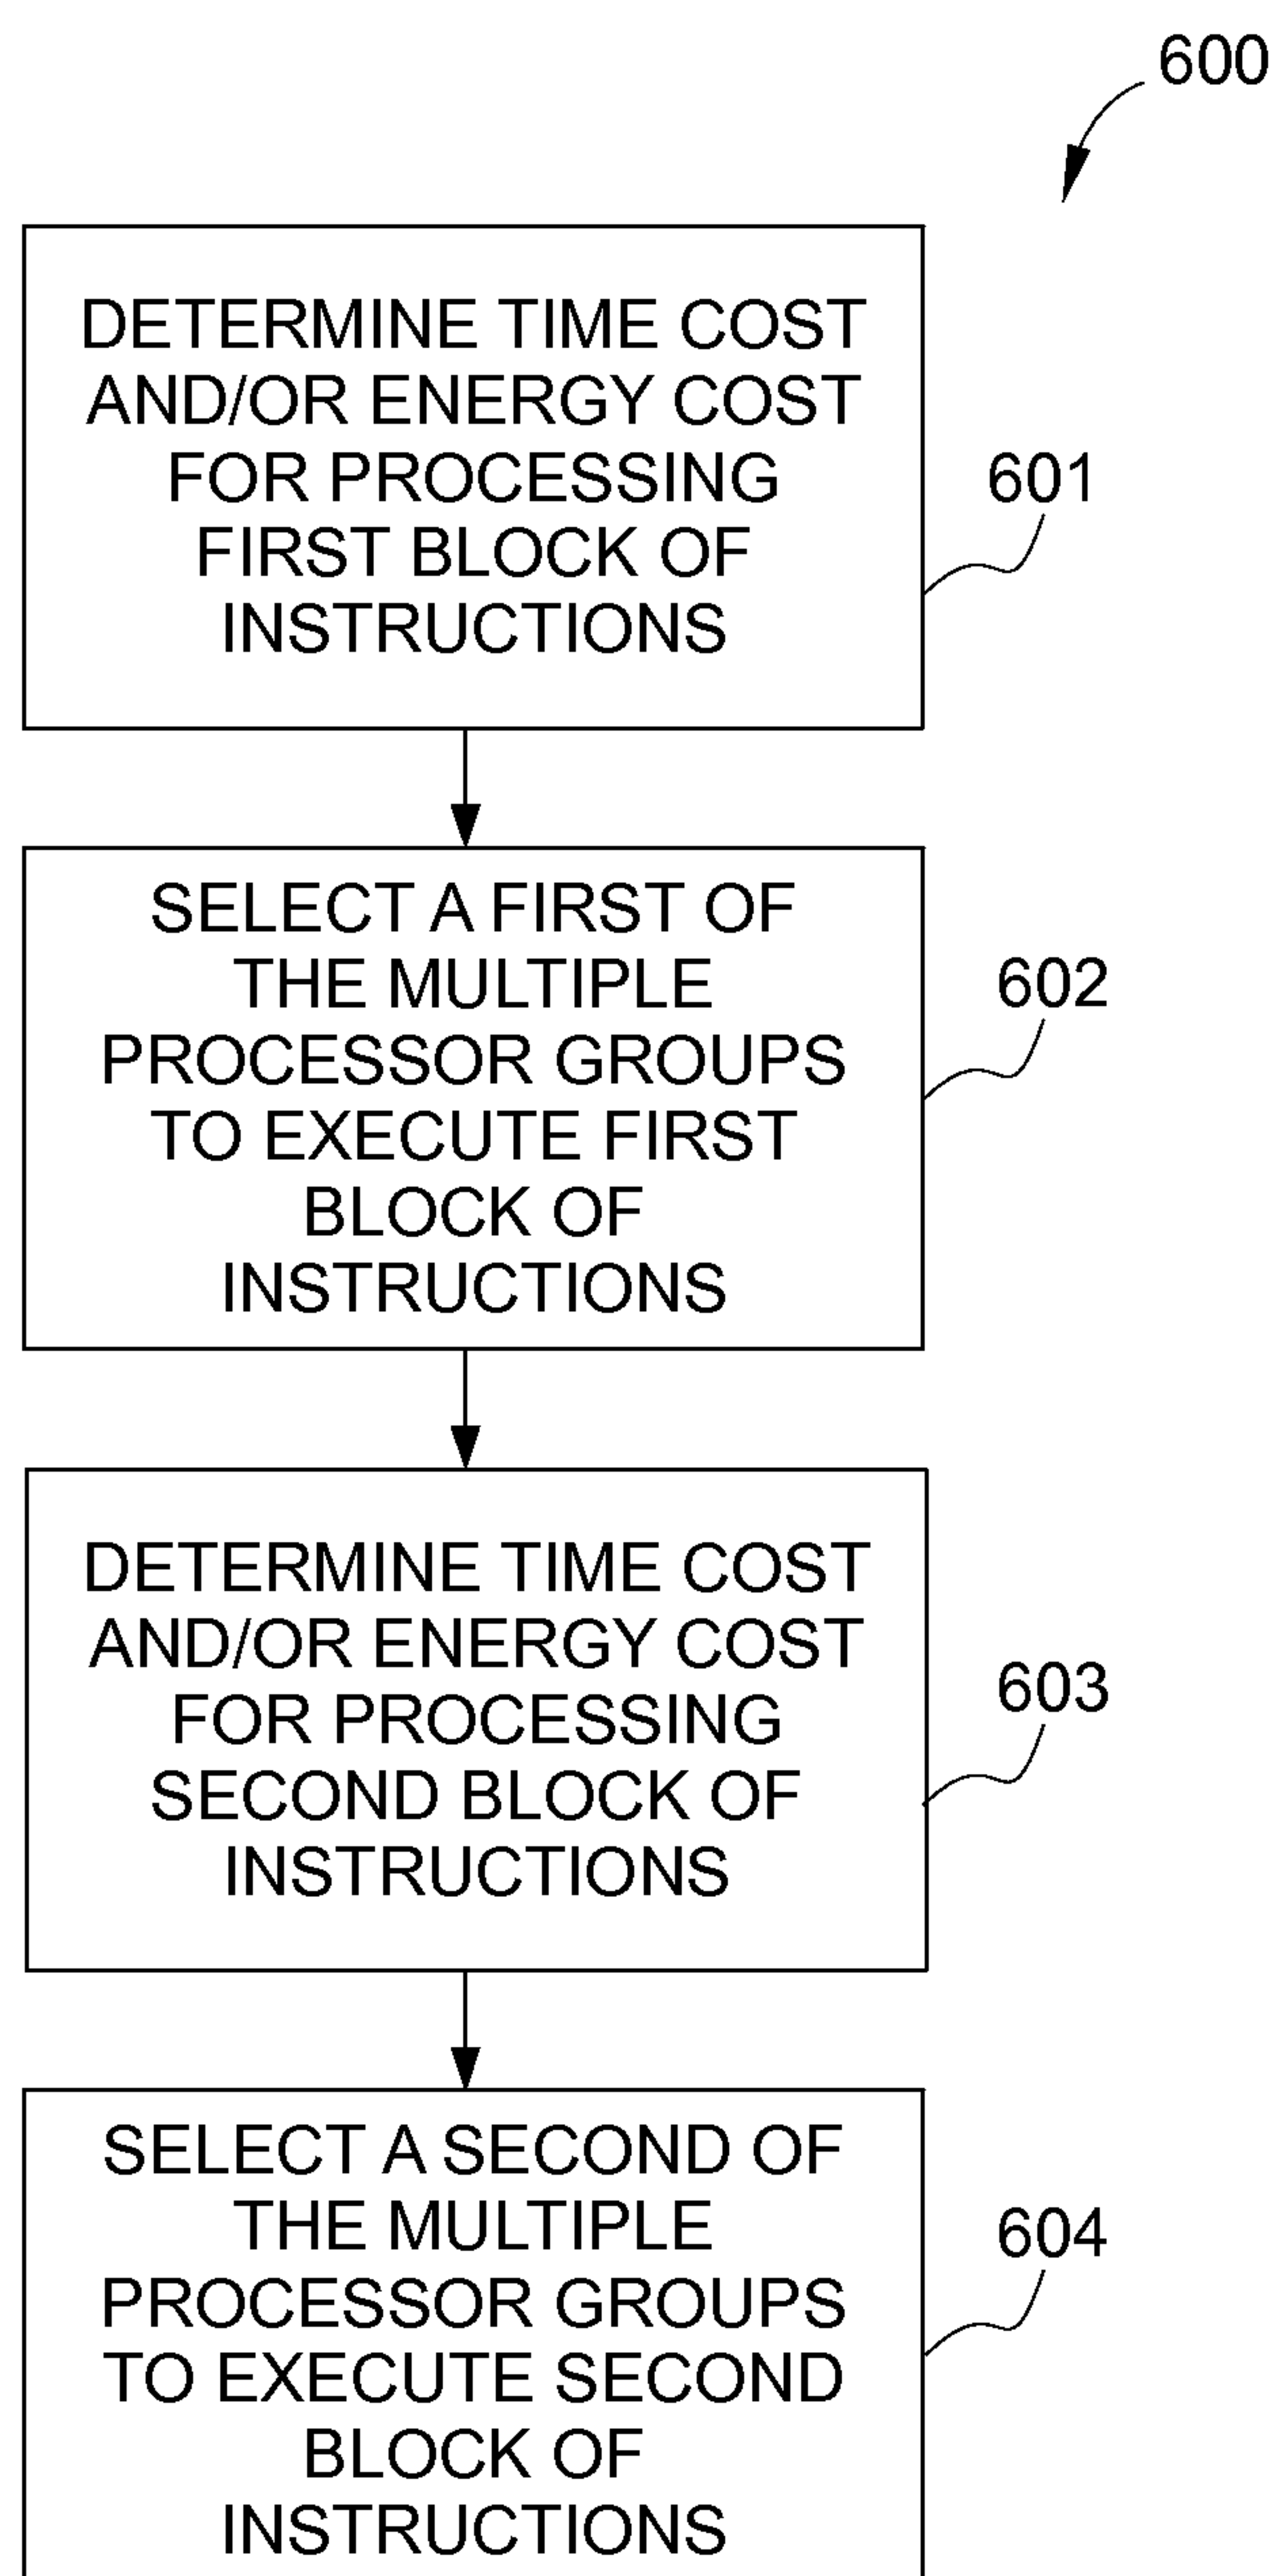 600
DETERMINE TIME COST
AND/OR ENERGY COST
FOR PROCESSING
FIRST BLOCK OF
INSTRUCTIONS
601
SELECT A FIRST OF
THE MULTIPLE
PROCESSOR GROUPS
TO EXECUTE FIRST
BLOCK OF
INSTRUCTIONS
602
DETERMINE TIME COST
AND/OR ENERGY COST
FOR PROCESSING
SECOND BLOCK OF
INSTRUCTIONS
603
SELECT A SECOND OF
THE MULTIPLE
PROCESSOR GROUPS
TO EXECUTE SECOND
BLOCK OF
INSTRUCTIONS
604